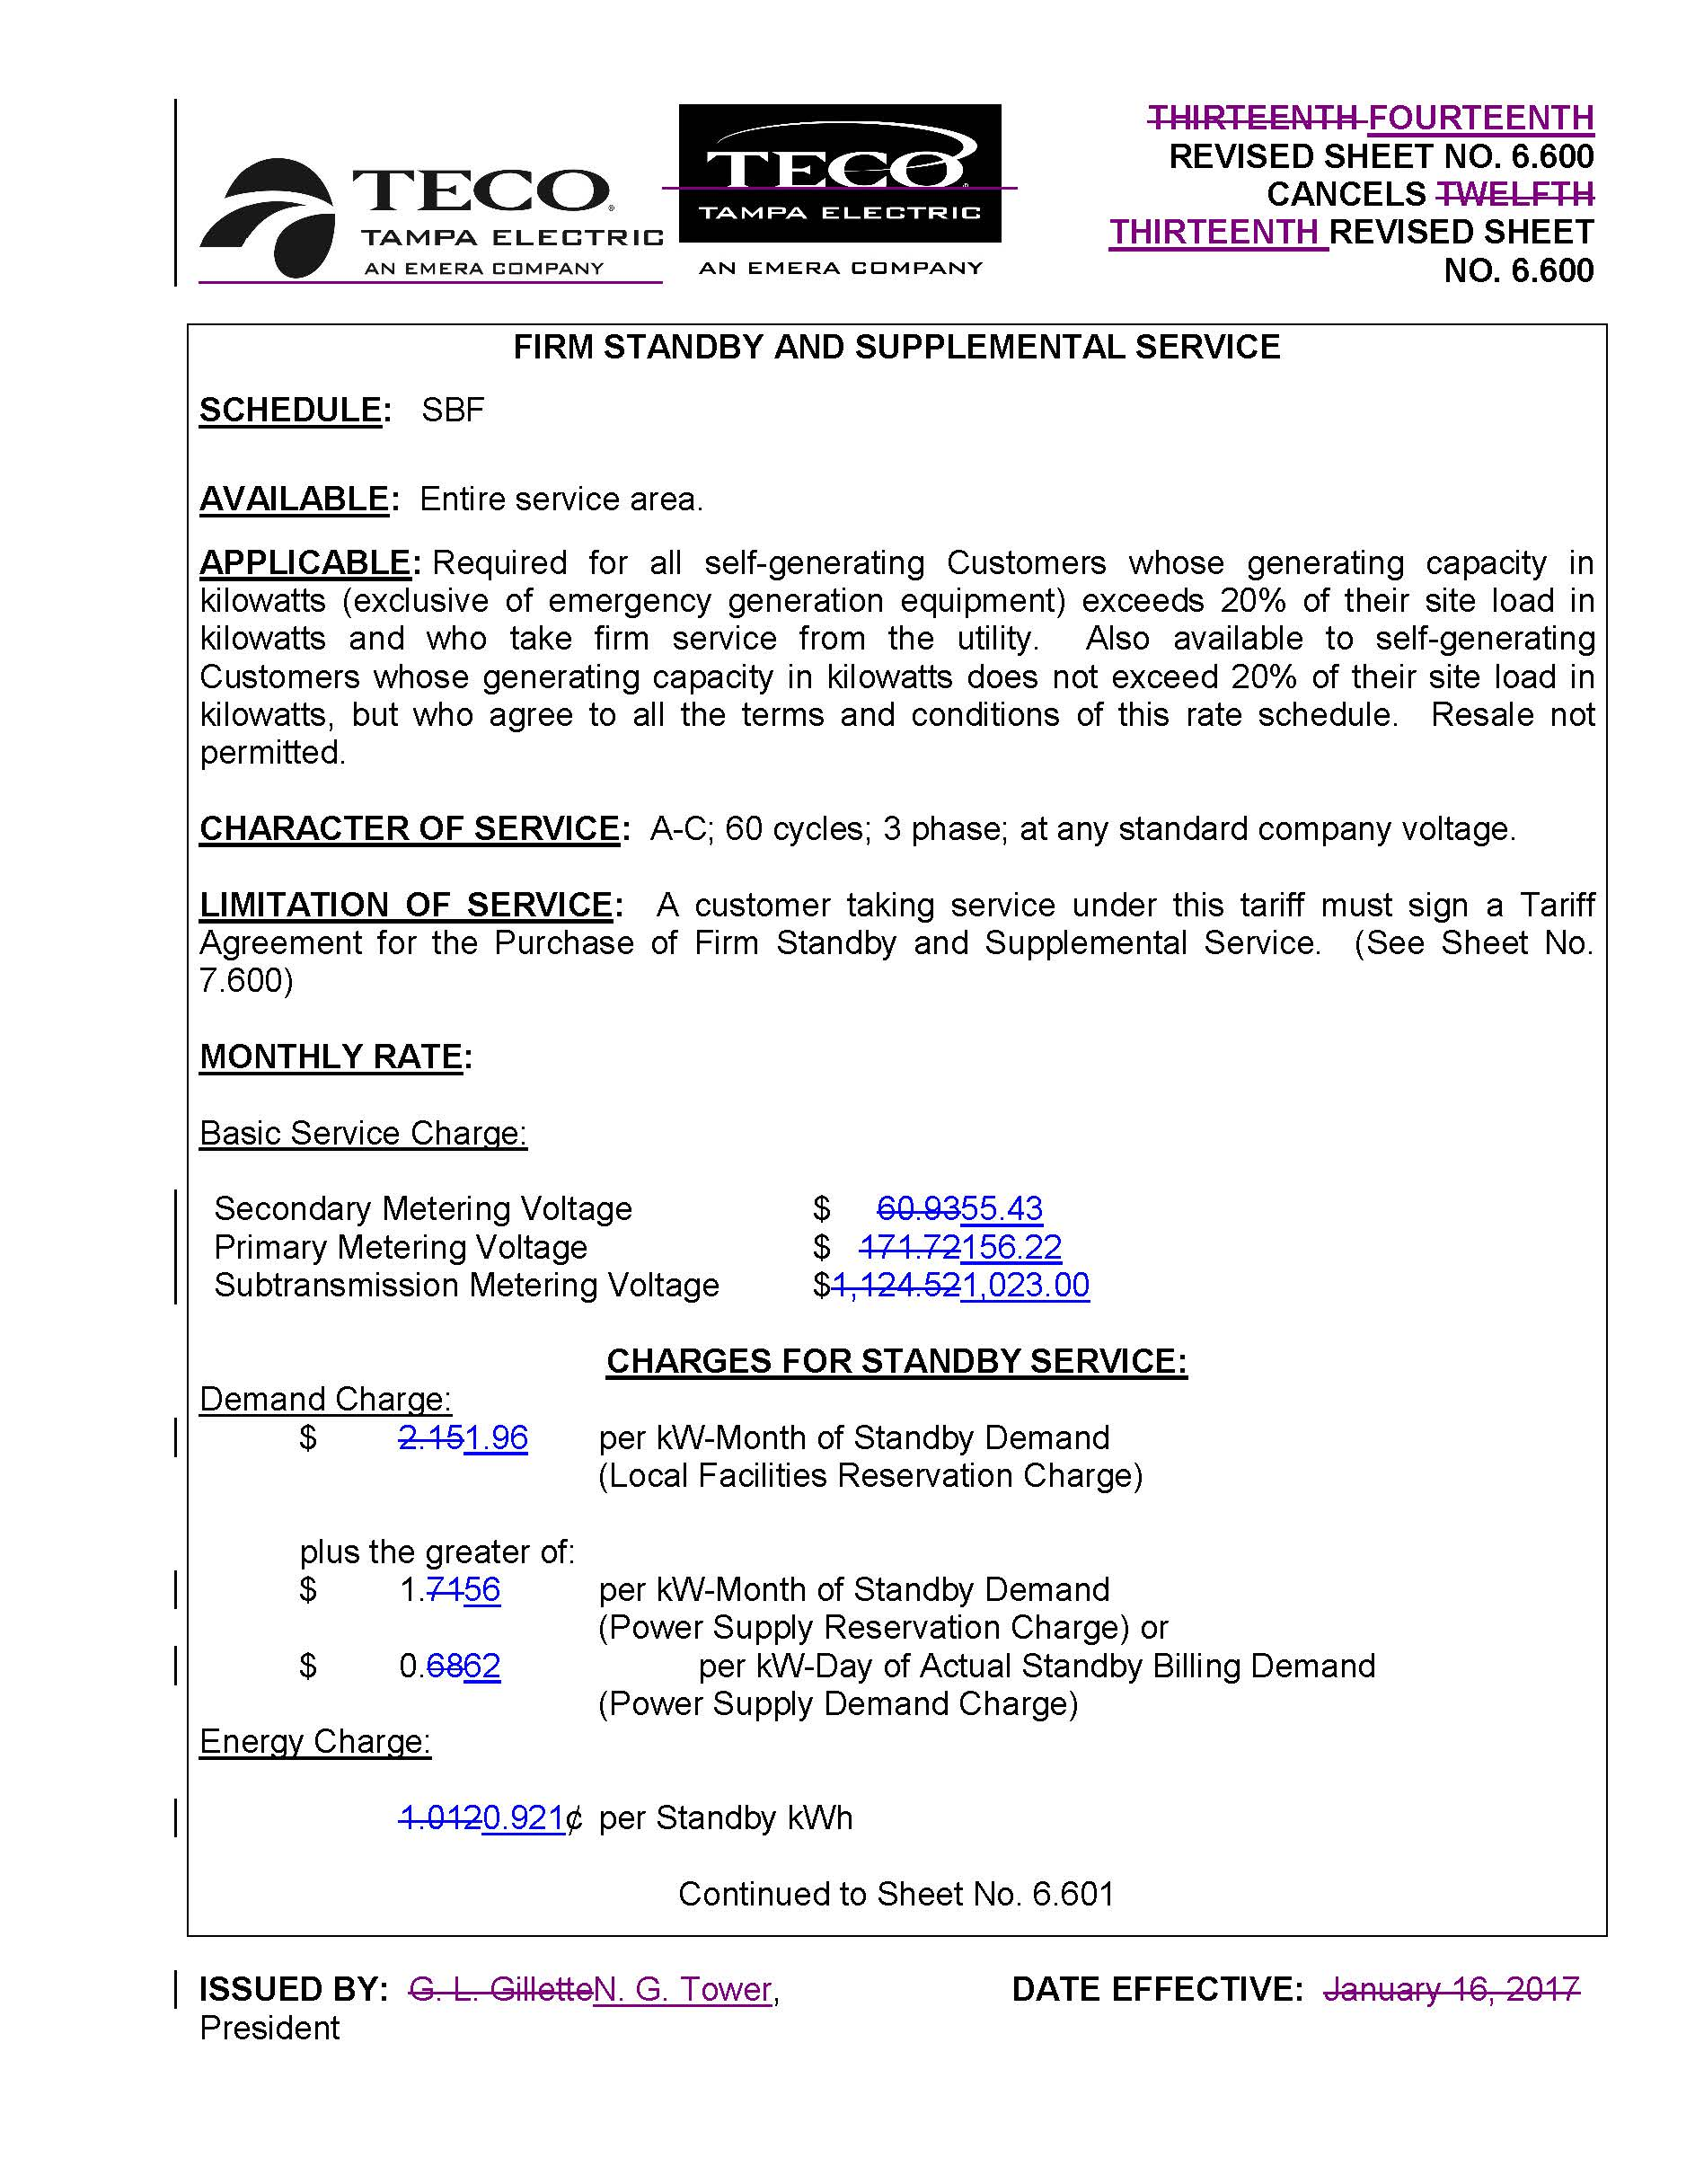 TECO.
TAMPA ELECTRIC
AN EMERA COMPANY
TECO.
TAMPA ELECTRIC
AN EMERA COMPANY
THIRTEENTH FOURTEENTH
REVISED SHEET NO. 6.600
CANCELS TWELFTH
THIRTEENTH REVISED SHEET
NO. 6.600
FIRM STANDBY AND SUPPLEMENTAL SERVICE
SCHEDULE: SBF
AVAILABLE: Entire service area.
APPLICABLE: Required for all self-generating Customers whose generating capacity in
kilowatts (exclusive of emergency generation equipment) exceeds 20% of their site load in
kilowatts and who take firm service from the utility. Also available to self-generating
Customers whose generating capacity in kilowatts does not exceed 20% of their site load in
kilowatts, but who agree to all the terms and conditions of this rate schedule. Resale not
permitted.
CHARACTER OF SERVICE: A-C; 60 cycles; 3 phase; at any standard company voltage.
LIMITATION OF SERVICE: A customer taking service under this tariff must sign a Tariff
Agreement for the Purchase of Firm Standby and Supplemental Service. (See Sheet No.
7.600)
MONTHLY RATE:
Basic Service Charge:
Secondary Metering Voltage $ 60.9355.43
Primary Metering Voltage $ 171.72156.22
Subtransmission Metering Voltage $1,124.521,023.00
CHARGES FOR STANDBY SERVICE:
Demand Charge:
$ 2.151.96 per kW-Month of Standby Demand
(Local Facilities Reservation Charge)
plus the greater of:
$ 1.7156 per kW-Month of Standby Demand
(Power Supply Reservation Charge) or
$ 0.6862 per kW-Day of Actual Standby Billing Demand
(Power Supply Demand Charge)
Energy Charge:
1.0120.921¢ per Standby kWh
Continued to Sheet No. 6.601
ISSUED BY: G. L. GilletteN. G. Tower, DATE EFFECTIVE: January 16, 2017
President